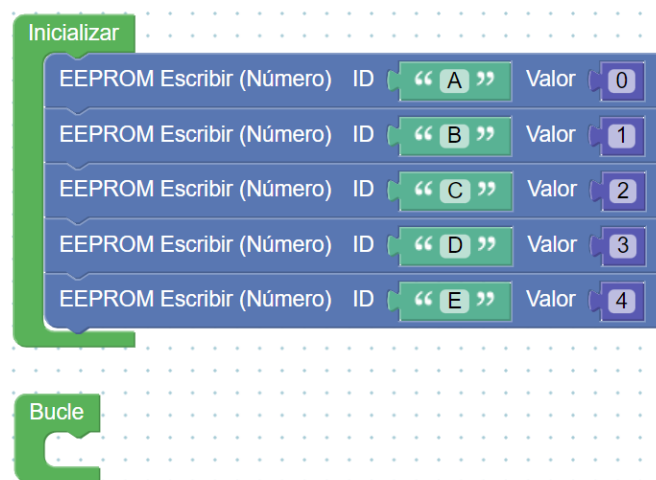 Inicializar
EEPROM Escribir (Número) ID “ A ” Valor 0
EEPROM Escribir (Número) ID “ B ” Valor 1
EEPROM Escribir (Número) ID “ C ” Valor 2
EEPROM Escribir (Número) ID “ D ” Valor 3
EEPROM Escribir (Número) ID “ E ” Valor 4
Bucle